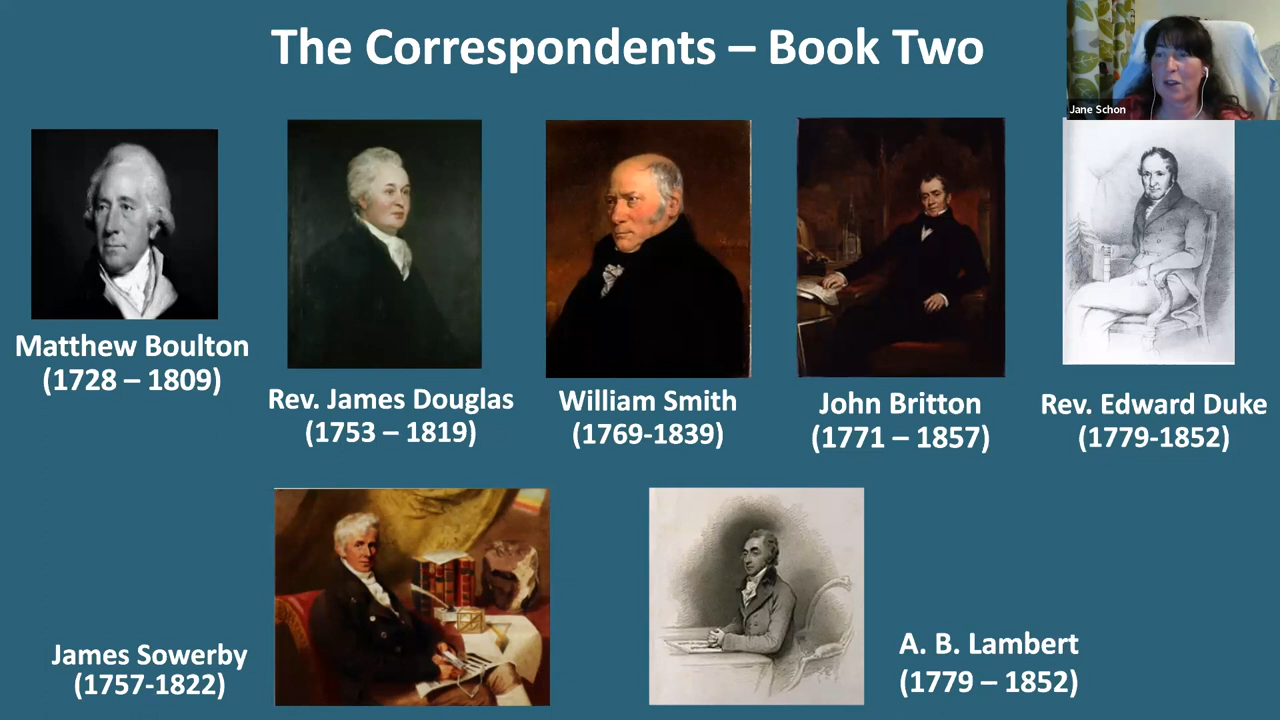 The Correspondents – Book Two
Jane Schon
Matthew Boulton
(1728 – 1809)
Rev. James Douglas
(1753 – 1819)
William Smith
(1769-1839)
John Britton
(1771 – 1857)
Rev. Edward Duke
(1779-1852)
James Sowerby
(1757-1822)
A. B. Lambert
(1779 – 1852)